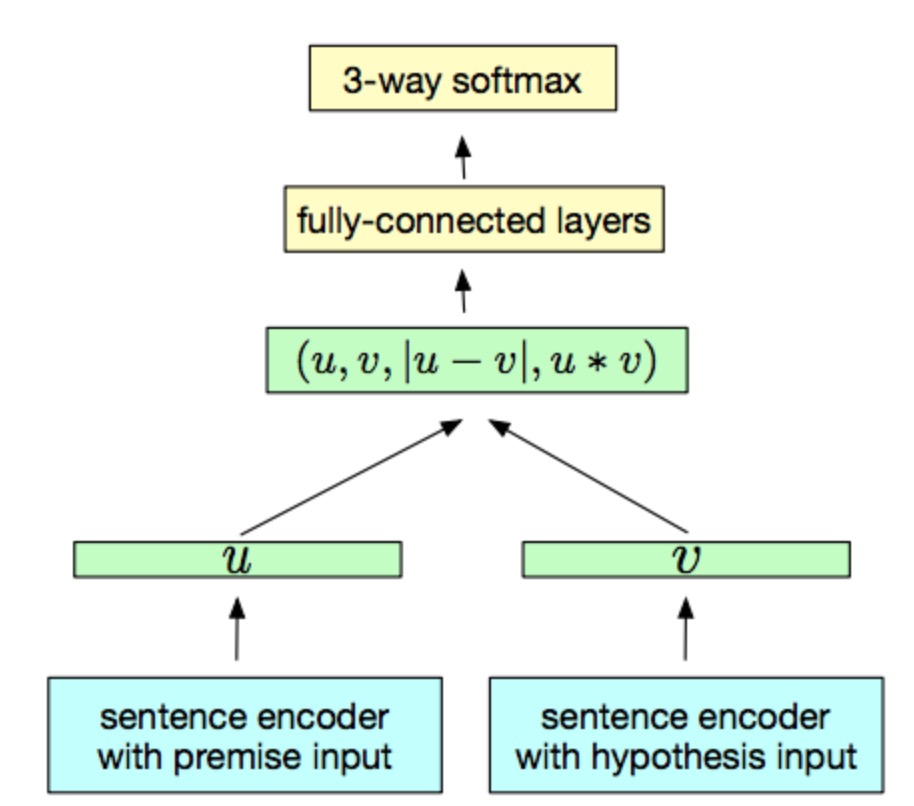 3-way softmax
fully-connected layers
(u, v, |u − v|, u ∗ v)
u
v
sentence encoder
with premise input
sentence encoder
with hypothesis input